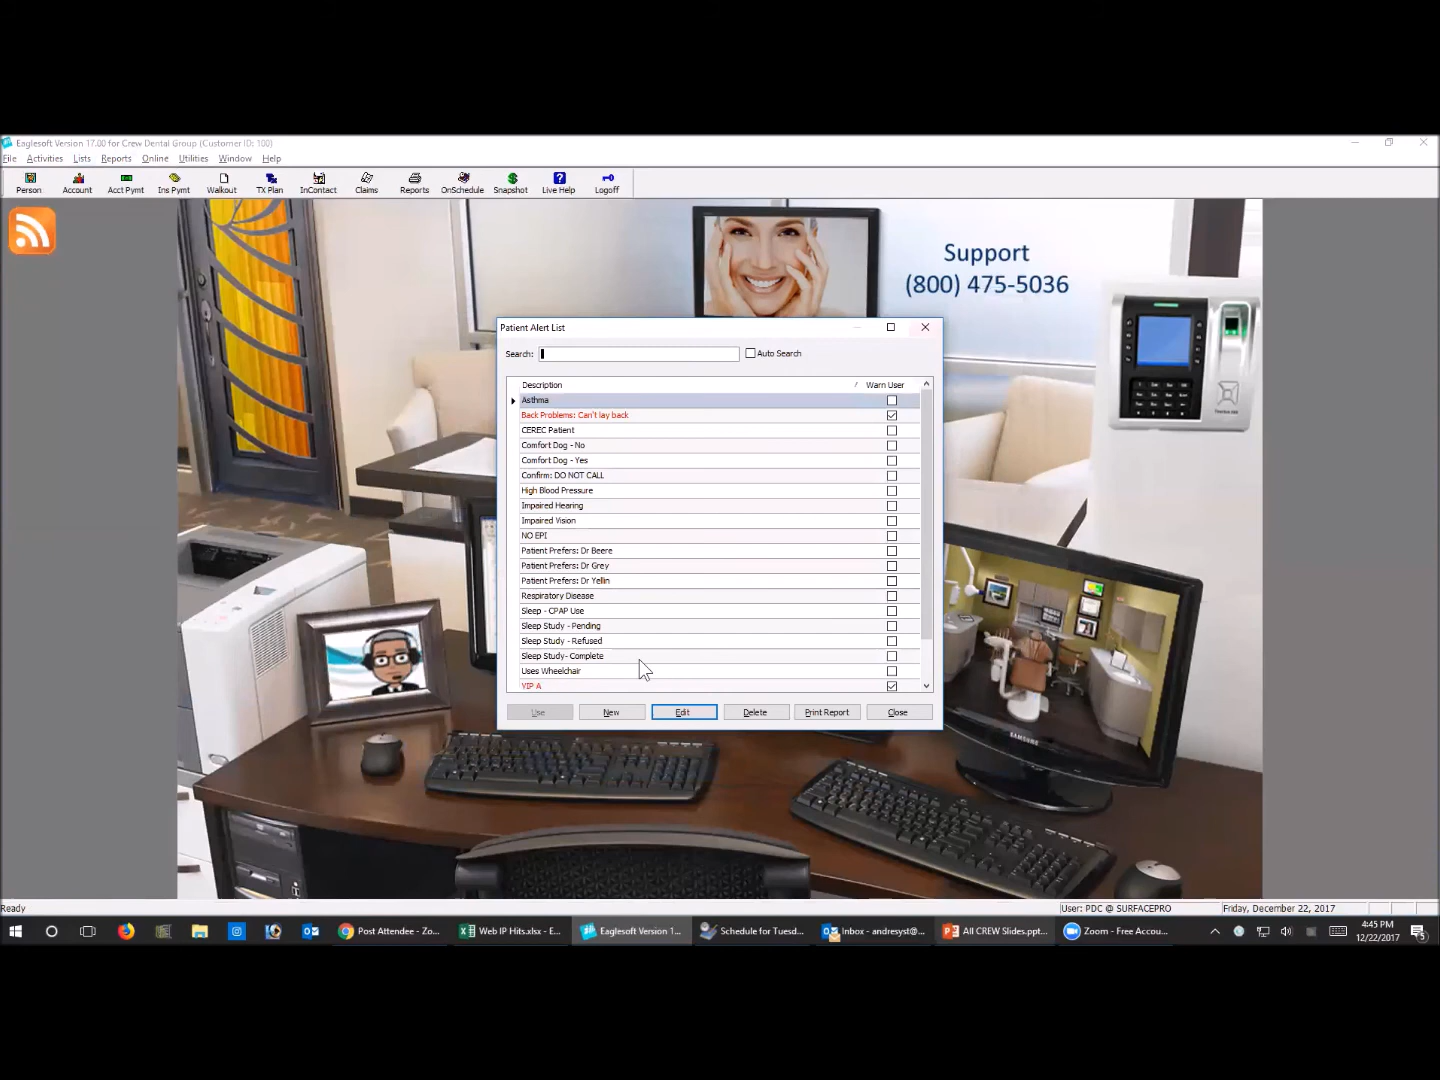 Eaglesoft Version 17.00 for Crew Dental Group (Customer ID: 100)
File Activities Lists Reports Online Utilities Window Help
Person Account Acct Pymt Ins Pymt Walkout TX Plan InContact Claims Reports OnSchedule Snapshot Live Help Logoff
Support
(800) 475-5036
Patient Alert List
Search: Auto Search
Description Warn User
Asthma
Back Problems: Can't lay back
CEREC Patient
Comfort Dog - No
Comfort Dog - Yes
Confirm: DO NOT CALL
High Blood Pressure
Impaired Hearing
Impaired Vision
NO EPI
Patient Prefers: Dr Beere
Patient Prefers: Dr Grey
Patient Prefers: Dr Yellin
Respiratory Disease
Sleep - CPAP Use
Sleep Study - Pending
Sleep Study - Refused
Sleep Study- Complete
Uses Wheelchair
VIP A
Use New Edit Delete Print Report Close
SAMSUNG
Ready User: PDC @ SURFACEPRO Friday, December 22, 2017
Post Attendee - Zo... Web IP Hits.xlsx - E... Eaglesoft Version 1... Schedule for Tuesd... Inbox - andresyst@... All CREW Slides.ppt... Zoom - Free Accou...
4:45 PM
12/22/2017
5